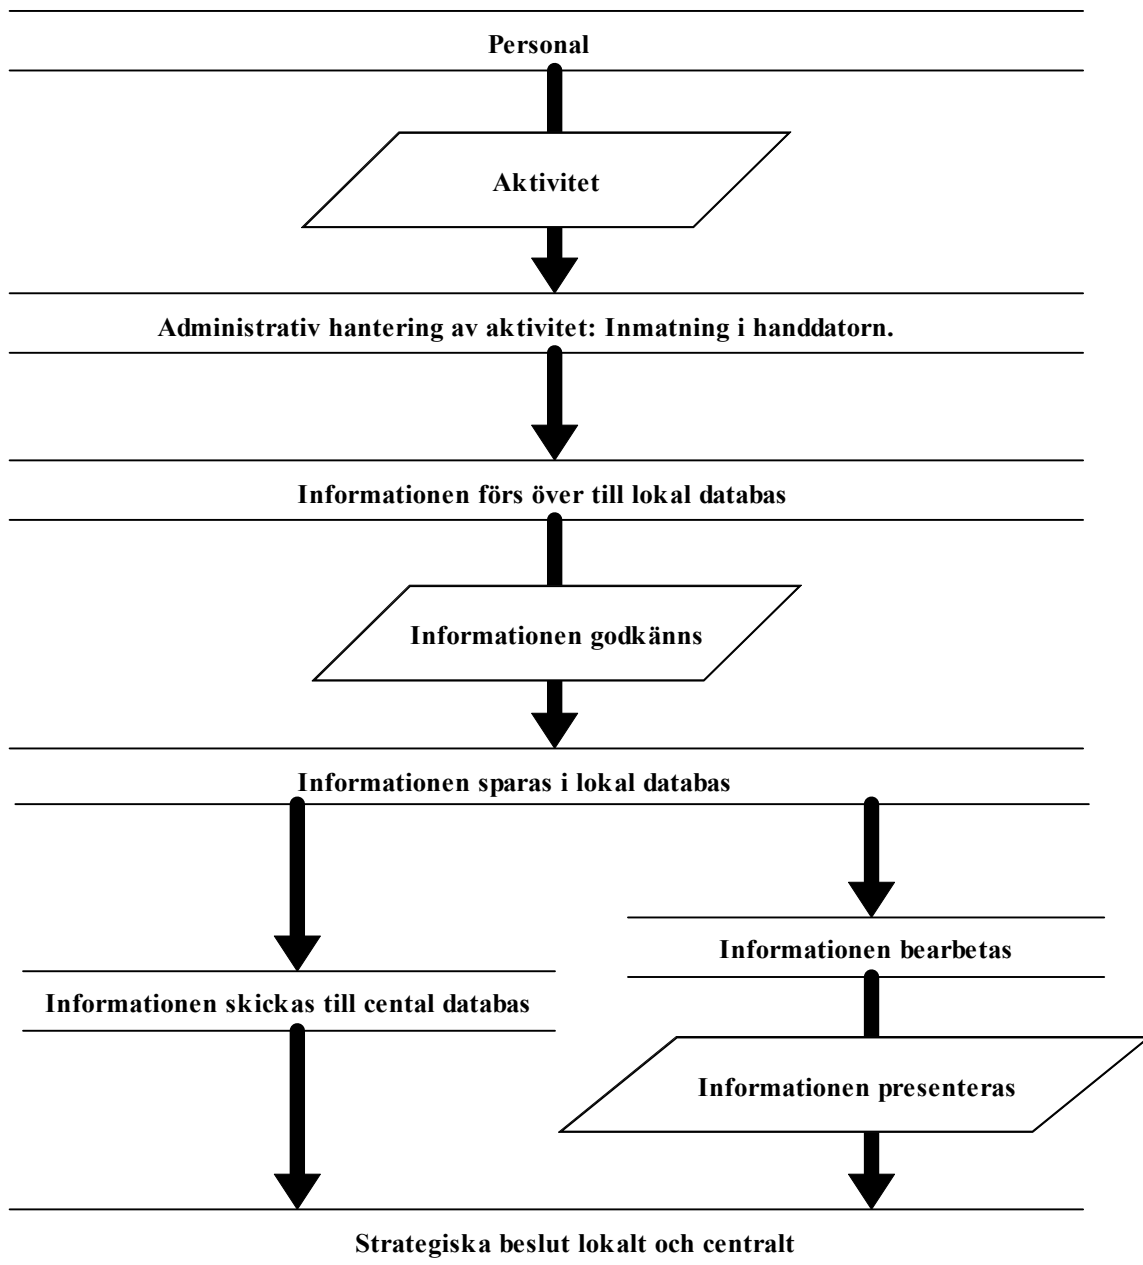 Personal
Aktivitet
Administrativ hantering av aktivitet: Inmatning i handdatorn.
Informationen förs över till lokal databas
Informationen godkänns
Informationen sparas i lokal databas
Informationen bearbetas
Informationen skickas till cental databas
Informationen presenteras
Strategiska beslut lokalt och centralt